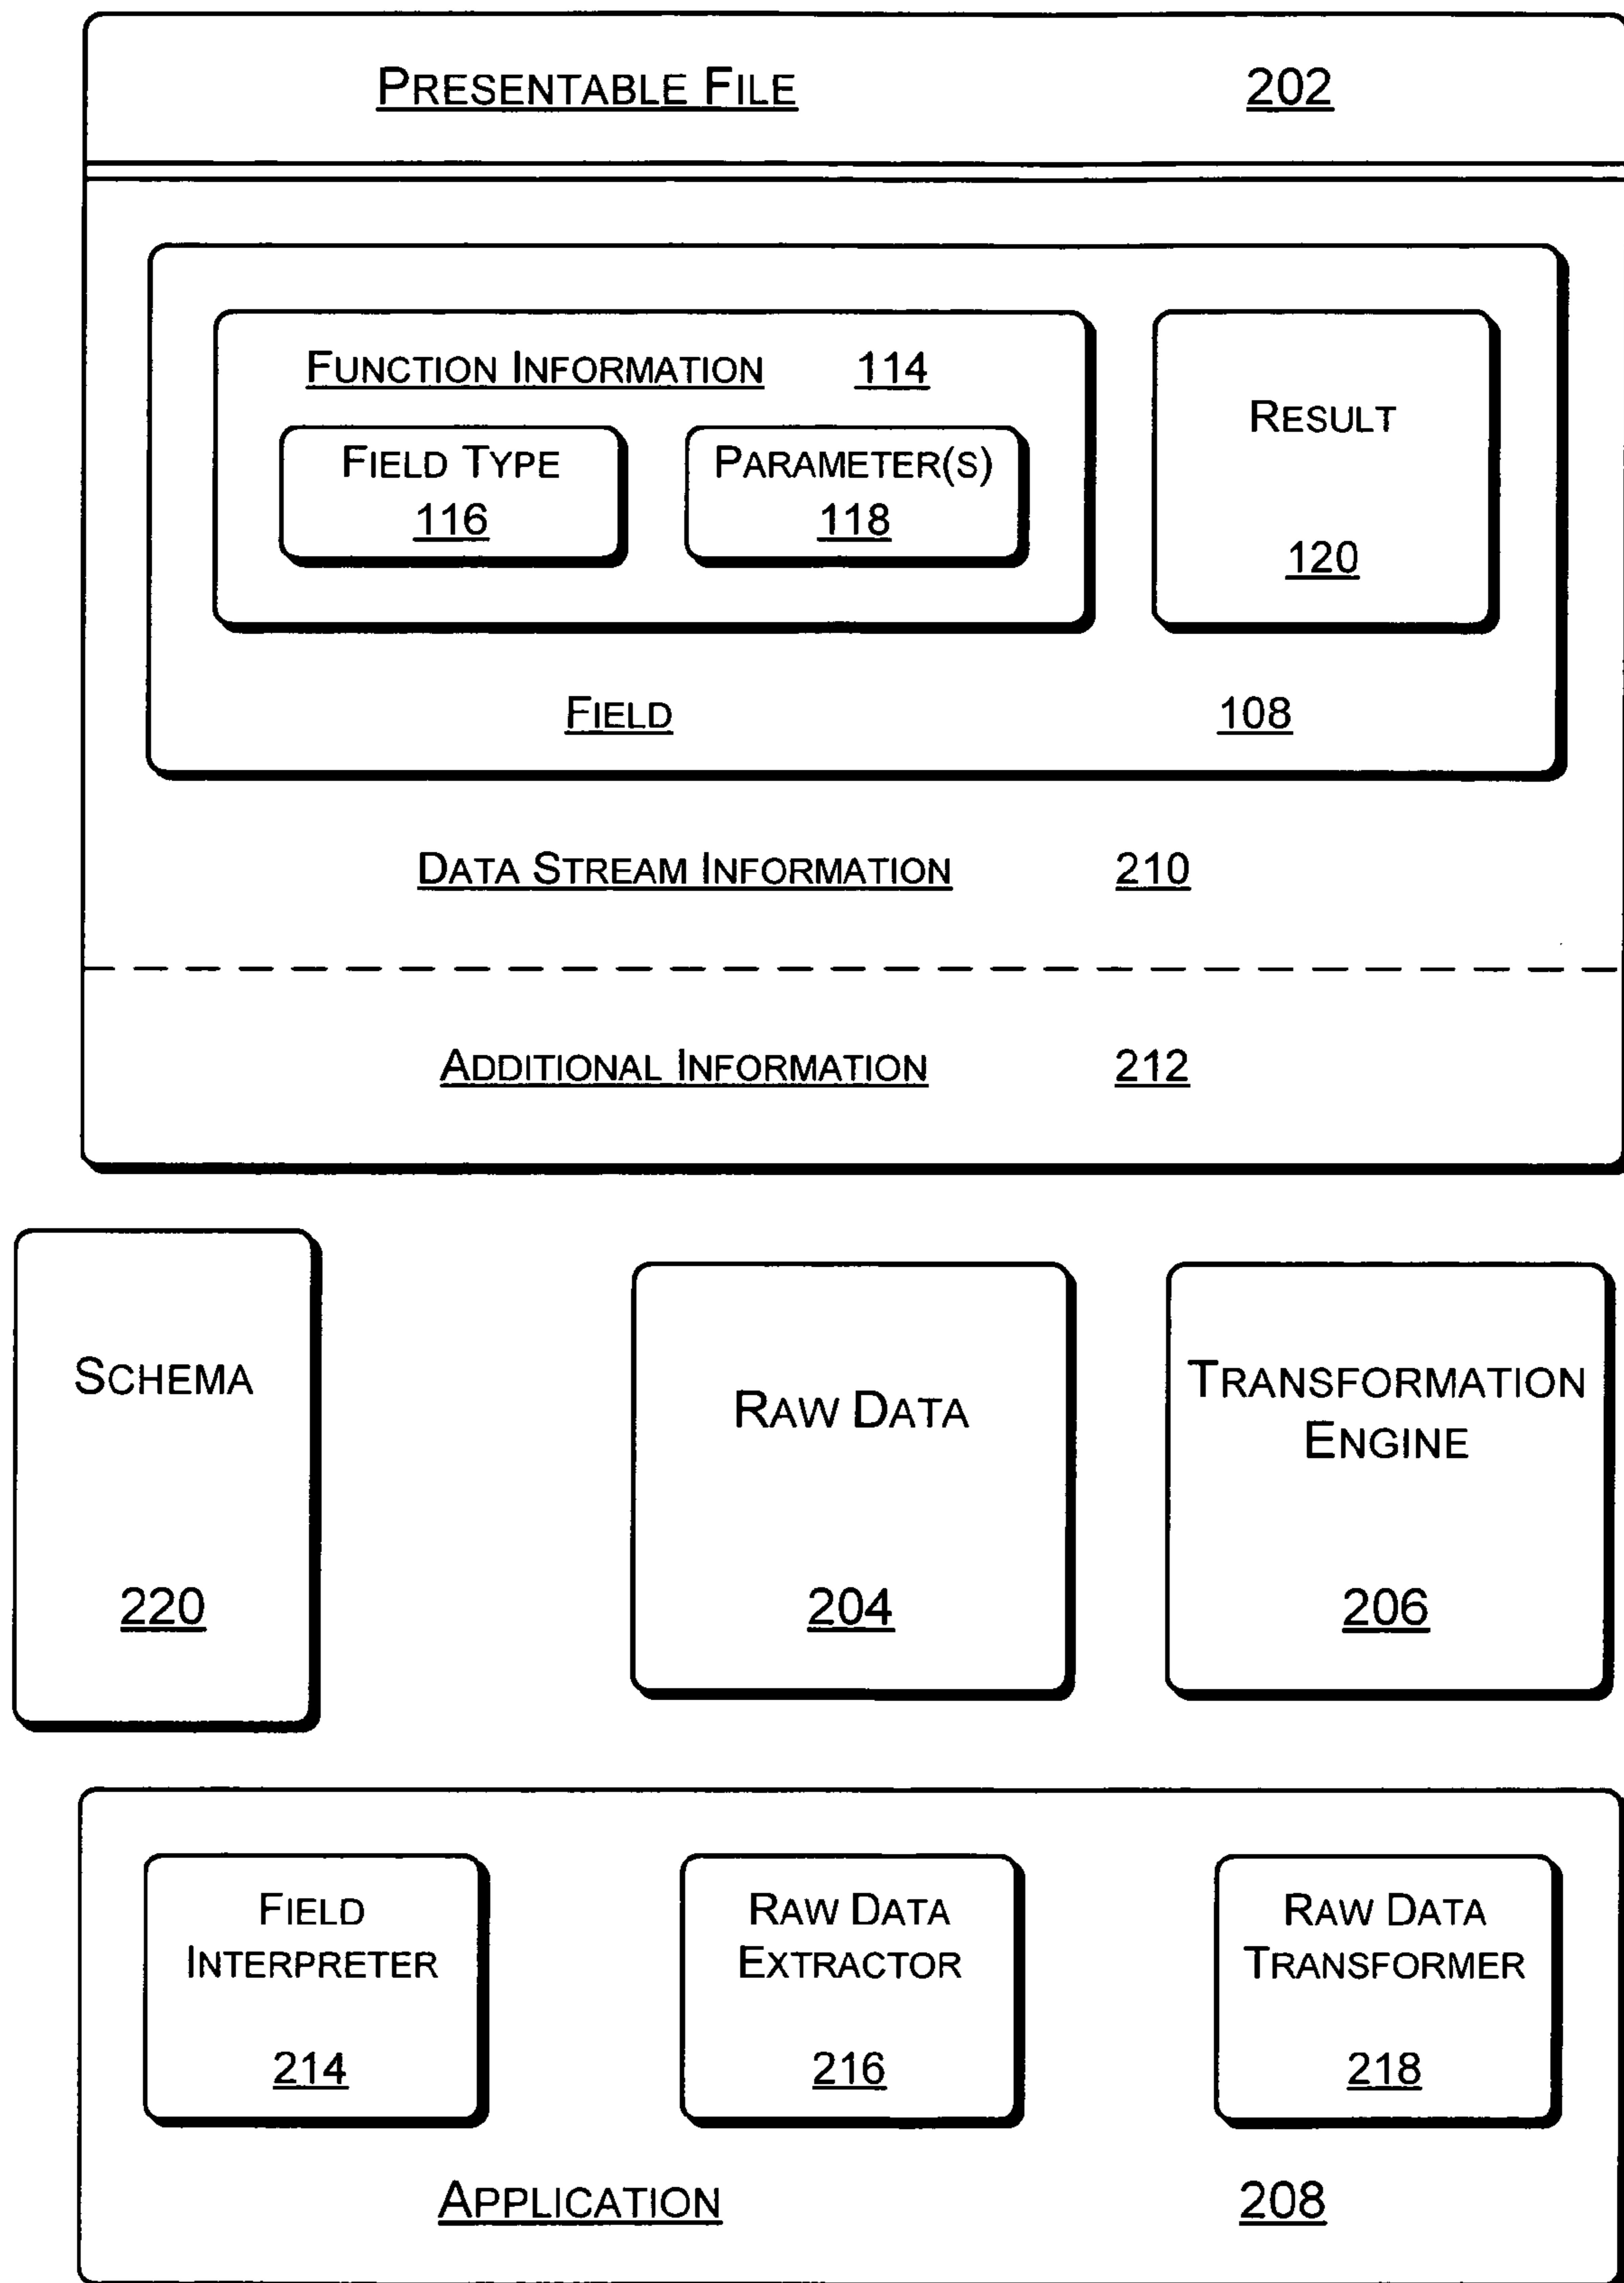 PRESENTABLE FILE 202
FUNCTION INFORMATION 114
FIELD TYPE
116
PARAMETER(S)
118
RESULT
120
FIELD 108
DATA STREAM INFORMATION 210
ADDITIONAL INFORMATION 212
SCHEMA
220
RAW DATA
204
TRANSFORMATION
ENGINE
206
FIELD
INTERPRETER
214
RAW DATA
EXTRACTOR
216
RAW DATA
TRANSFORMER
218
APPLICATION 208